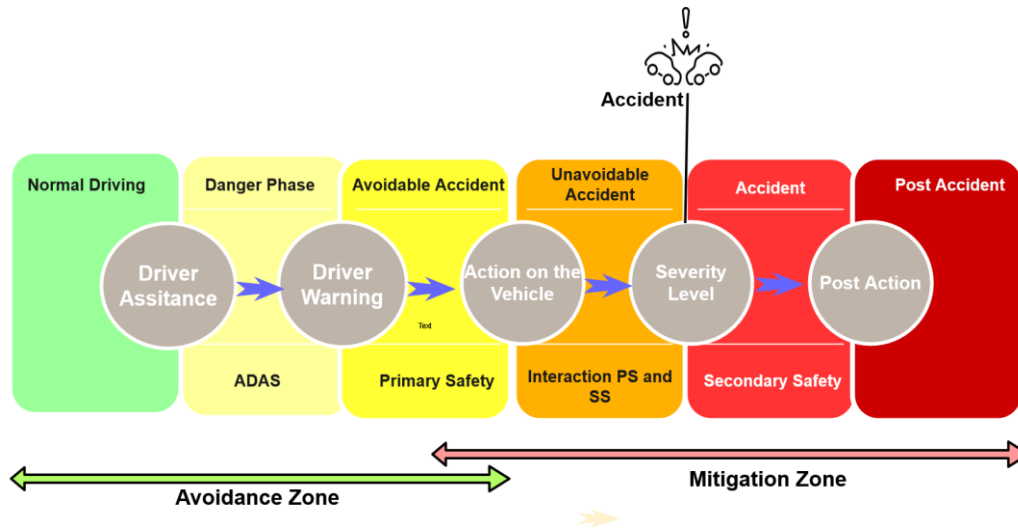 Accident
Normal Driving
Danger Phase
Avoidable Accident
Unavoidable
Accident
Accident
Post Accident
Driver
Assitance
Driver
Warning
Action on the
Vehicle
Severity
Level
Post Action
Text
ADAS
Primary Safety
Interaction PS and
SS
Secondary Safety
Avoidance Zone
Mitigation Zone